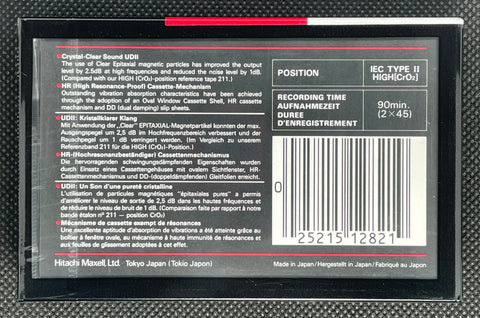 • Crystal-Clear Sound UDII
The use of Clear Epitaxial magnetic particles has improved the output
level by 2.5dB at high frequencies and reduced the noise level by 1dB.
(Compared with our HIGH (CrO₂)-position reference tape 211.)
• HR (High Resonance-Proof) Cassette-Mechanism
Outstanding vibration absorption characteristics have been achieved
through the adoption of an Oval Window Cassette Shell, HR cassette
mechanism and DD (dual damping) slip sheets.
• UDII: Kristallklarer Klang
Mit Anwendung der „Clear" EPITAXIAL-Magnetpartikel konnten der max.
Ausgangspegel um 2,5 dB im Hochfrequenzbereich verbessert und der
Rauschpegel um 1 dB verringert werden. (Im Vergleich zu unserem
Referenzband 211 für die HIGH (CrO₂)-Position.)
• HR-(Hochresonanzbeständiger) Cassettenmechanismus
Die hervorragenden schwingungsdämpfenden Eigenschaften wurden
durch Einsatz eines Cassettengehäuses mit ovalem Sichtfenster, HR-
Cassettenmechanismus und DD-(doppeldämpfenden) Gleitfolien erreicht.
• UDII: Un Son d'une pureté cristalline
L'utilisation de particules magnétiques "épitaxiales pures" a permis
d'améliorer le niveau de sortie de 2,5 dB dans les hautes fréquences et
de réduire le niveau de bruit de 1 dB. (Comparaison faite par rapport à notre
bande étalon n° 211 — position CrO₂)
• Mécanisme de cassette exempt de résonances
Une excellente aptitude d'absorption de vibrations a été atteinte grâce au
boîtier à fenêtre ovale, au mécanisme à haute immunité de résonances et
aux feuilles de glissement adoptées à cet effet.
Hitachi Maxell, Ltd. Tokyo Japan (Tokio Japon)
POSITION
IEC TYPE II
HIGH[CrO₂]
RECORDING TIME
AUFNAHMEZEIT
DUREE
D'ENREGISTREMENT
90min.
(2×45)
0
25215 12821
Made in Japan/Hergestellt in Japan/Fabriqué au Japon